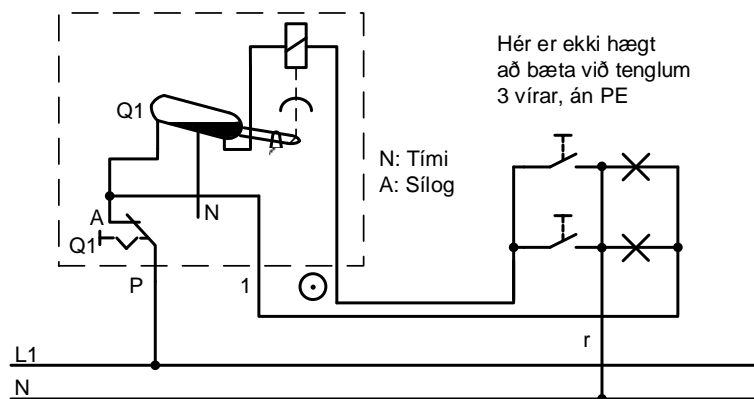 Hér er ekki hægt
að bæta við tenglum
3 vírar, án PE
Q1
A
N: Tími
A: Sílog
A
N
Q1
P
1
r
L1
N